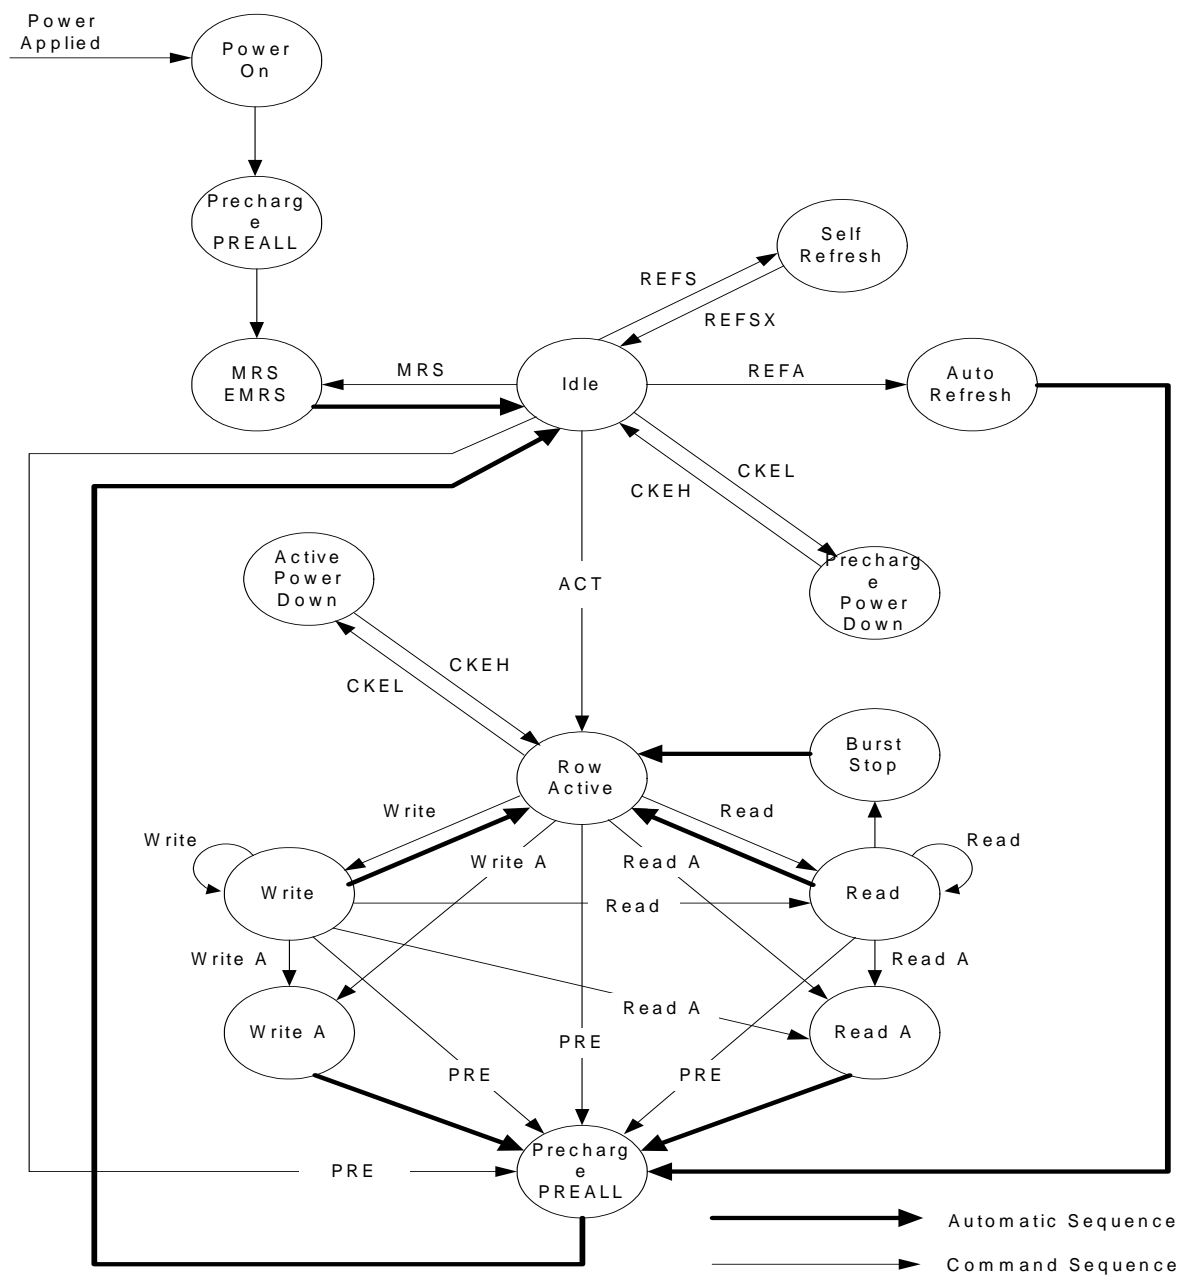 Power
Applied
Power
On
Precharg
e
PREALL
Self
Refresh
REFS
REFSX
MRS
EMRS
MRS
Idle
REFA
Auto
Refresh
CKEL
CKEH
Active
Power
Down
ACT
Precharg
e
Power
Down
CKEH
CKEL
Burst
Stop
Row
Active
Write
Read
Write
Write A
Read A
Read
Write
Read
Read
Write A
Read A
Read A
Write A
Read A
PRE
PRE
PRE
Precharg
e
PREALL
PRE
Automatic Sequence
Command Sequence